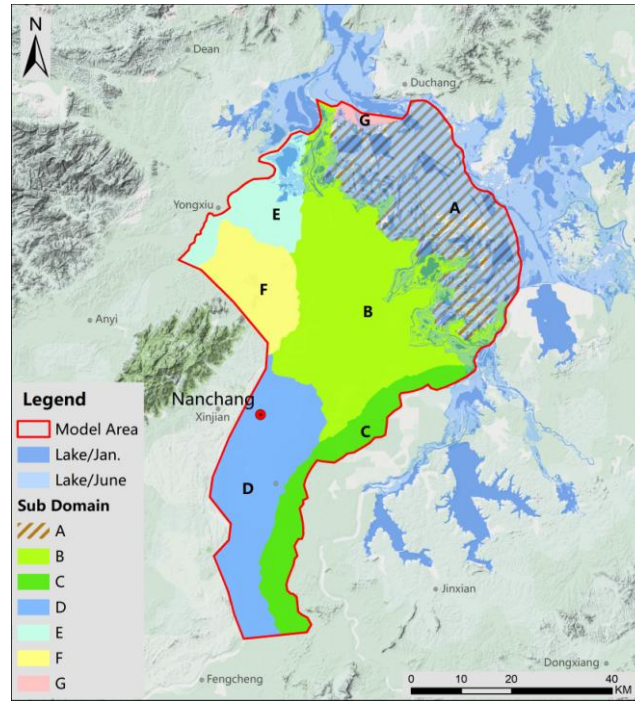 N
Dean
Duchang
G
Yongxiu
E
A
F
B
Anyi
Legend
Model Area
Lake/Jan.
Lake/June
Sub Domain
A
B
C
D
E
F
G
Nanchang
Xinjian
C
D
Jinxian
Fengcheng
Dongxiang
0 10 20 40
KM